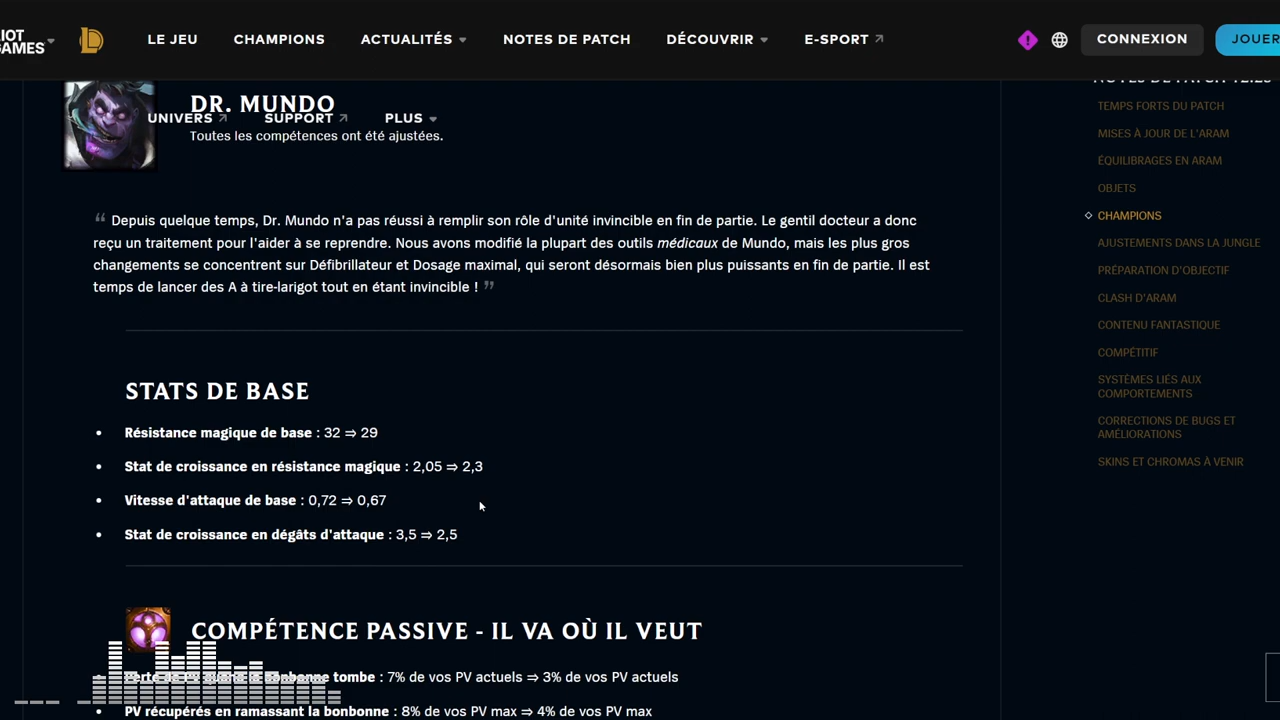 IOT
GAMES
LE JEU
CHAMPIONS
ACTUALITÉS
NOTES DE PATCH
DÉCOUVRIR
E-SPORT
CONNEXION
JOUER
UNIVERS
SUPPORT
PLUS
DR. MUNDO
Toutes les compétences ont été ajustées.
“ Depuis quelque temps, Dr. Mundo n'a pas réussi à remplir son rôle d'unité invincible en fin de partie. Le gentil docteur a donc
reçu un traitement pour l'aider à se reprendre. Nous avons modifié la plupart des outils médicaux de Mundo, mais les plus gros
changements se concentrent sur Défibrillateur et Dosage maximal, qui seront désormais bien plus puissants en fin de partie. Il est
temps de lancer des A à tire-larigot tout en étant invincible ! ”
STATS DE BASE
• Résistance magique de base : 32 ⇒ 29
• Stat de croissance en résistance magique : 2,05 ⇒ 2,3
• Vitesse d'attaque de base : 0,72 ⇒ 0,67
• Stat de croissance en dégâts d'attaque : 3,5 ⇒ 2,5
COMPÉTENCE PASSIVE - IL VA OÙ IL VEUT
tombe : 7% de vos PV actuels ⇒ 3% de vos PV actuels
PV récupérés en ramassant la bonbonne : 8% de vos PV max ⇒ 4% de vos PV max
TEMPS FORTS DU PATCH
MISES À JOUR DE L'ARAM
ÉQUILIBRAGES EN ARAM
OBJETS
CHAMPIONS
AJUSTEMENTS DANS LA JUNGLE
PRÉPARATION D'OBJECTIF
CLASH D'ARAM
CONTENU FANTASTIQUE
COMPÉTITIF
SYSTÈMES LIÉS AUX
COMPORTEMENTS
CORRECTIONS DE BUGS ET
AMÉLIORATIONS
SKINS ET CHROMAS À VENIR